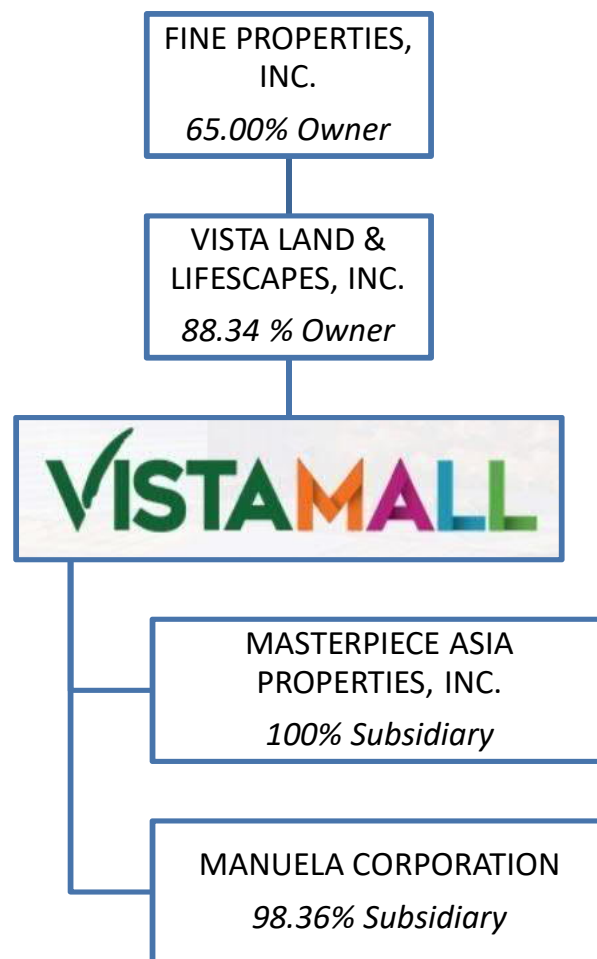 FINE PROPERTIES,
INC.
65.00% Owner
VISTA LAND &
LIFESCAPES, INC.
88.34 % Owner
VISTAMALL
MASTERPIECE ASIA
PROPERTIES, INC.
100% Subsidiary
MANUELA CORPORATION
98.36% Subsidiary